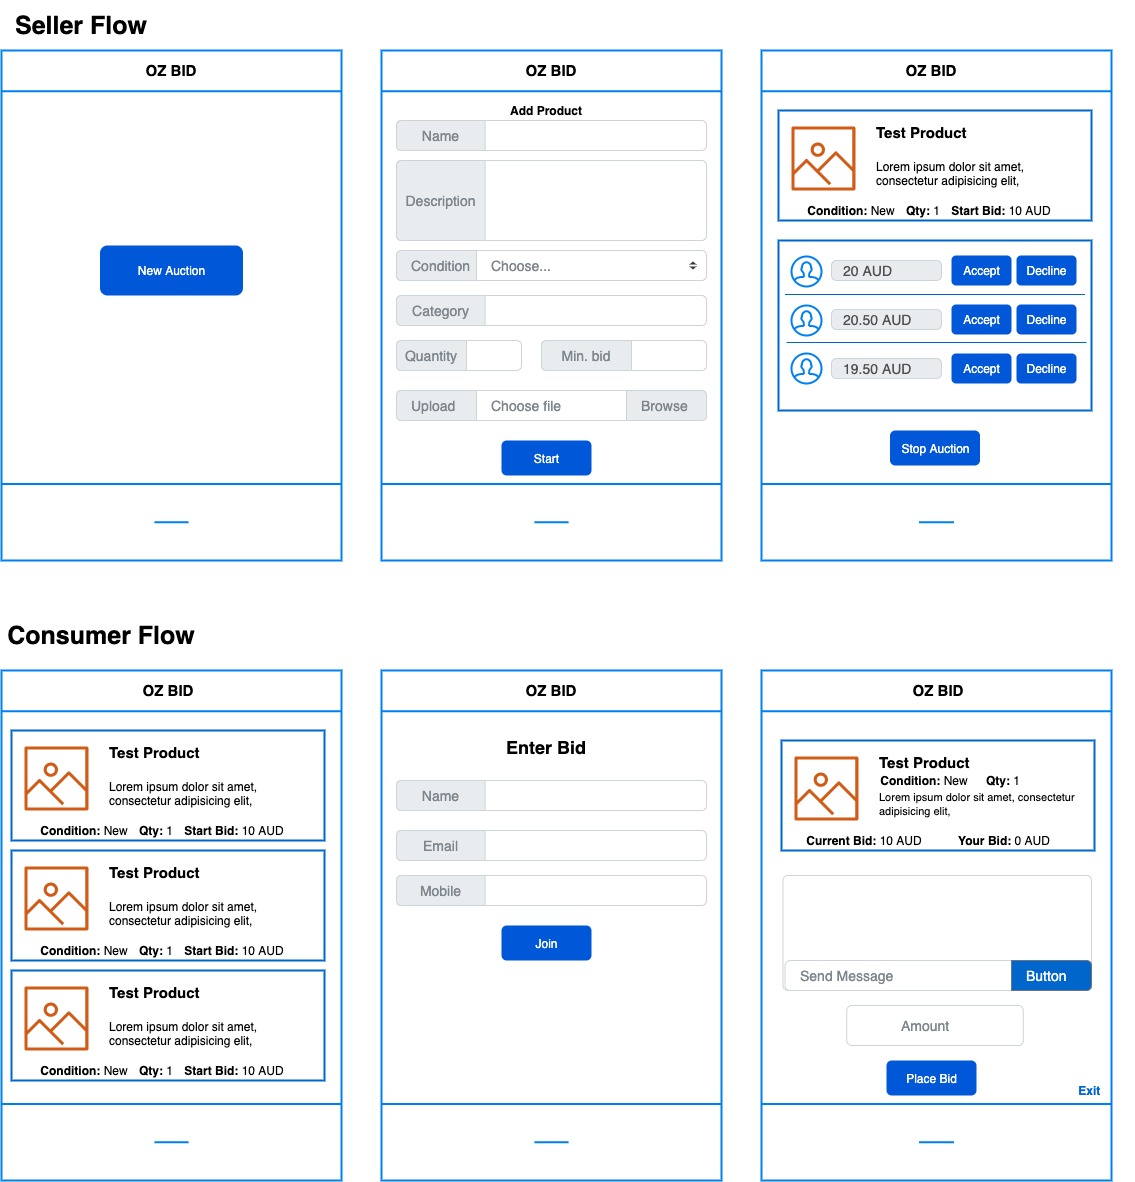 Seller Flow
OZ BID
New Auction
OZ BID
Add Product
Name
Description
Condition Choose...
Category
Quantity Min. bid
Upload Choose file Browse
Start
OZ BID
Test Product
Lorem ipsum dolor sit amet,
consectetur adipisicing elit,
Condition: New Qty: 1 Start Bid: 10 AUD
20 AUD Accept Decline
20.50 AUD Accept Decline
19.50 AUD Accept Decline
Stop Auction
Consumer Flow
OZ BID
Test Product
Lorem ipsum dolor sit amet,
consectetur adipisicing elit,
Condition: New Qty: 1 Start Bid: 10 AUD
Test Product
Lorem ipsum dolor sit amet,
consectetur adipisicing elit,
Condition: New Qty: 1 Start Bid: 10 AUD
Test Product
Lorem ipsum dolor sit amet,
consectetur adipisicing elit,
Condition: New Qty: 1 Start Bid: 10 AUD
OZ BID
Enter Bid
Name
Email
Mobile
Join
OZ BID
Test Product
Condition: New Qty: 1
Lorem ipsum dolor sit amet, consectetur
adipisicing elit,
Current Bid: 10 AUD Your Bid: 0 AUD
Send Message Button
Amount
Place Bid
Exit